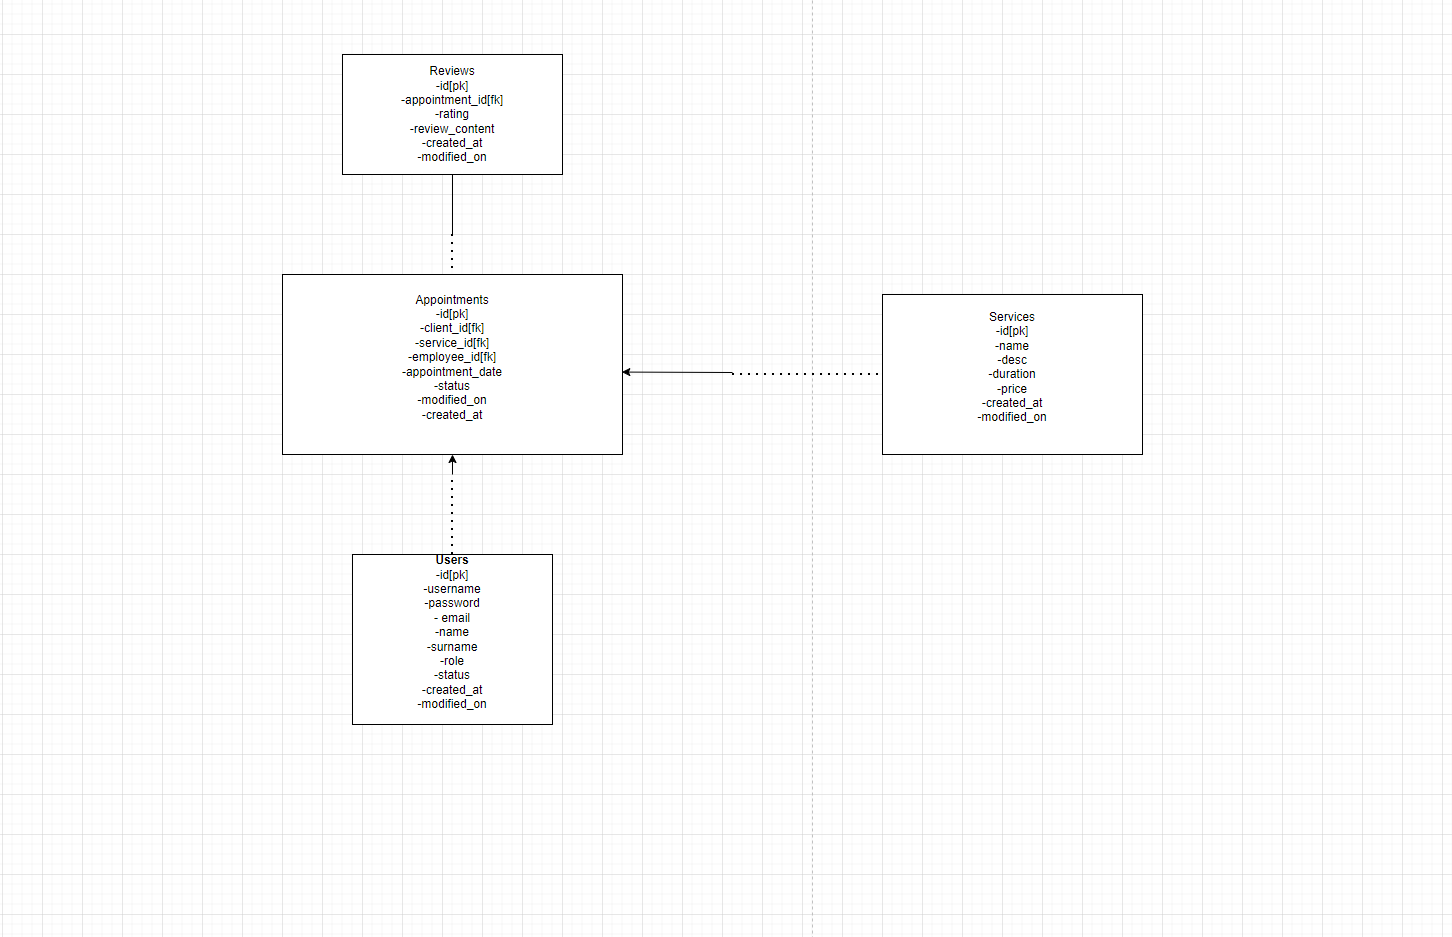 Reviews
-id[pk]
-appointment_id[fk]
-rating
-review_content
-created_at
-modified_on
Appointments
-id[pk]
-client_id[fk]
-service_id[fk]
-employee_id[fk]
-appointment_date
-status
-modified_on
-created_at
Services
-id[pk]
-name
-desc
-duration
-price
-created_at
-modified_on
Users
-id[pk]
-username
-password
- email
-name
-surname
-role
-status
-created_at
-modified_on